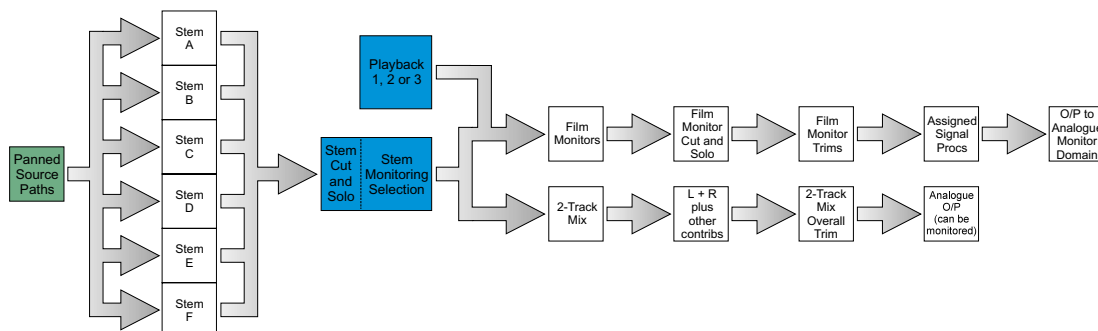 Panned
Source
Paths
Stem
A
Stem
B
Stem
C
Stem
D
Stem
E
Stem
F
Stem
Cut
and
Solo
Stem
Monitoring
Selection
Playback
1, 2 or 3
Film
Monitors
Film
Monitor
Cut and
Solo
Film
Monitor
Trims
Assigned
Signal
Procs
O/P to
Analogue
Monitor
Domain
2-Track
Mix
L + R
plus
other
contribs
2-Track
Mix
Overall
Trim
Analogue
O/P
(can be
monitored)